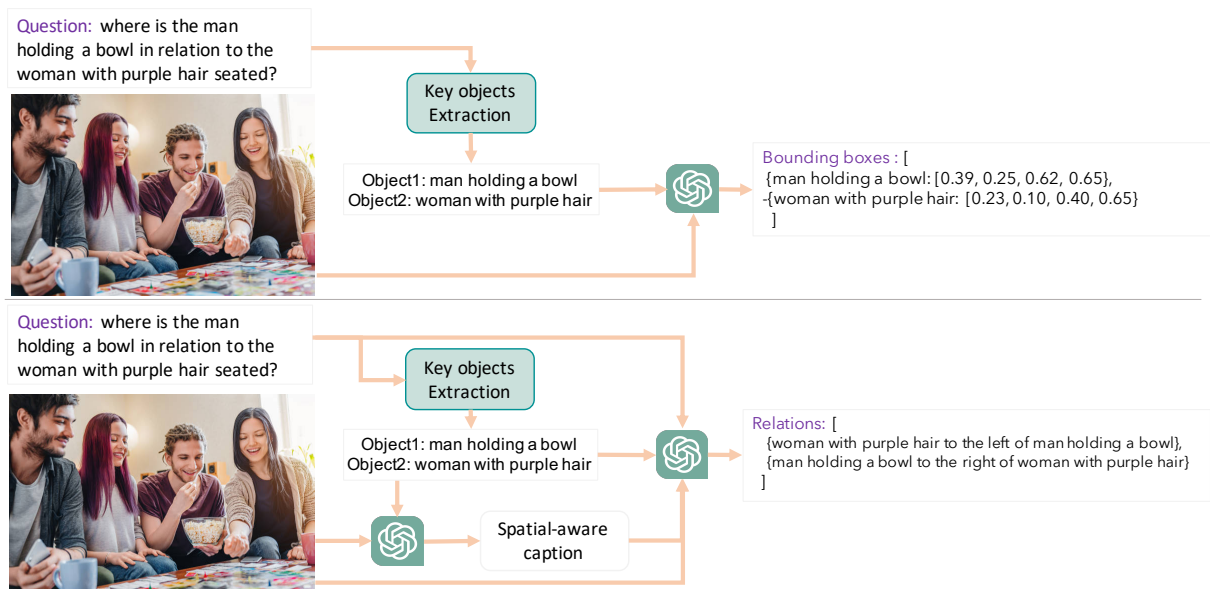 Question: where is the man
holding a bowl in relation to the
woman with purple hair seated?
Key objects
Extraction
Object1: man holding a bowl
Object2: woman with purple hair
Bounding boxes : [
{man holding a bowl: [0.39, 0.25, 0.62, 0.65},
-{woman with purple hair: [0.23, 0.10, 0.40, 0.65}
]
Question: where is the man
holding a bowl in relation to the
woman with purple hair seated?
Key objects
Extraction
Object1: man holding a bowl
Object2: woman with purple hair
Spatial-aware
caption
Relations: [
{woman with purple hair to the left of man holding a bowl},
{man holding a bowl to the right of woman with purple hair}
]